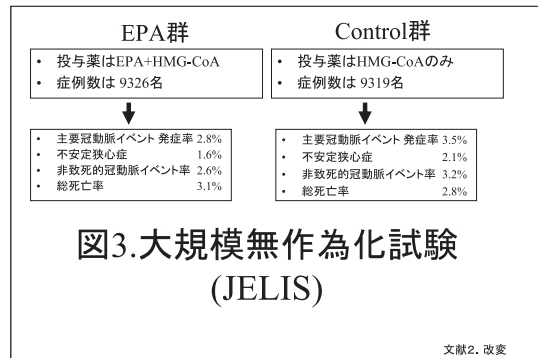 EPA群
・ 投与薬はEPA+HMG-CoA
・ 症例数は 9326名
・ 主要冠動脈イベント 発症率 2.8%
・ 不安定狭心症 1.6%
・ 非致死的冠動脈イベント率 2.6%
・ 総死亡率 3.1%
Control群
・ 投与薬はHMG-CoAのみ
・ 症例数は 9319名
・ 主要冠動脈イベント 発症率 3.5%
・ 不安定狭心症 2.1%
・ 非致死的冠動脈イベント率 3.2%
・ 総死亡率 2.8%
図3.大規模無作為化試験
(JELIS)
文献2. 改変